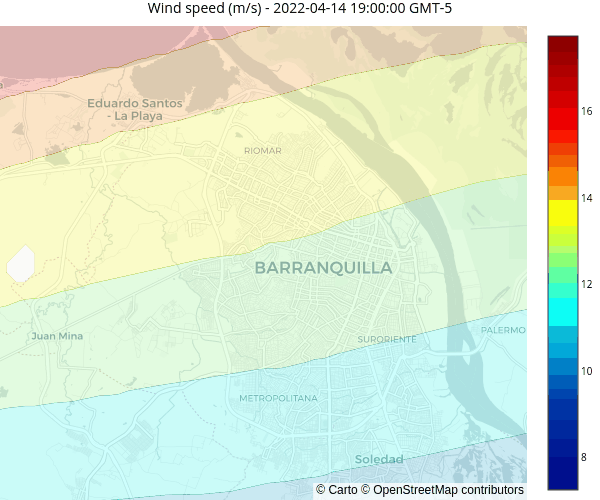 Wind speed (m/s) - 2022-04-14 19:00:00 GMT-5
Eduardo Santos
- La Playa
RIOMAR
BARRANQUILLA
Juan Mina
SURORIENTE
PALERMO
METROPOLITANA
Soledad
© Carto © OpenStreetMap contributors
16
14
12
10
8